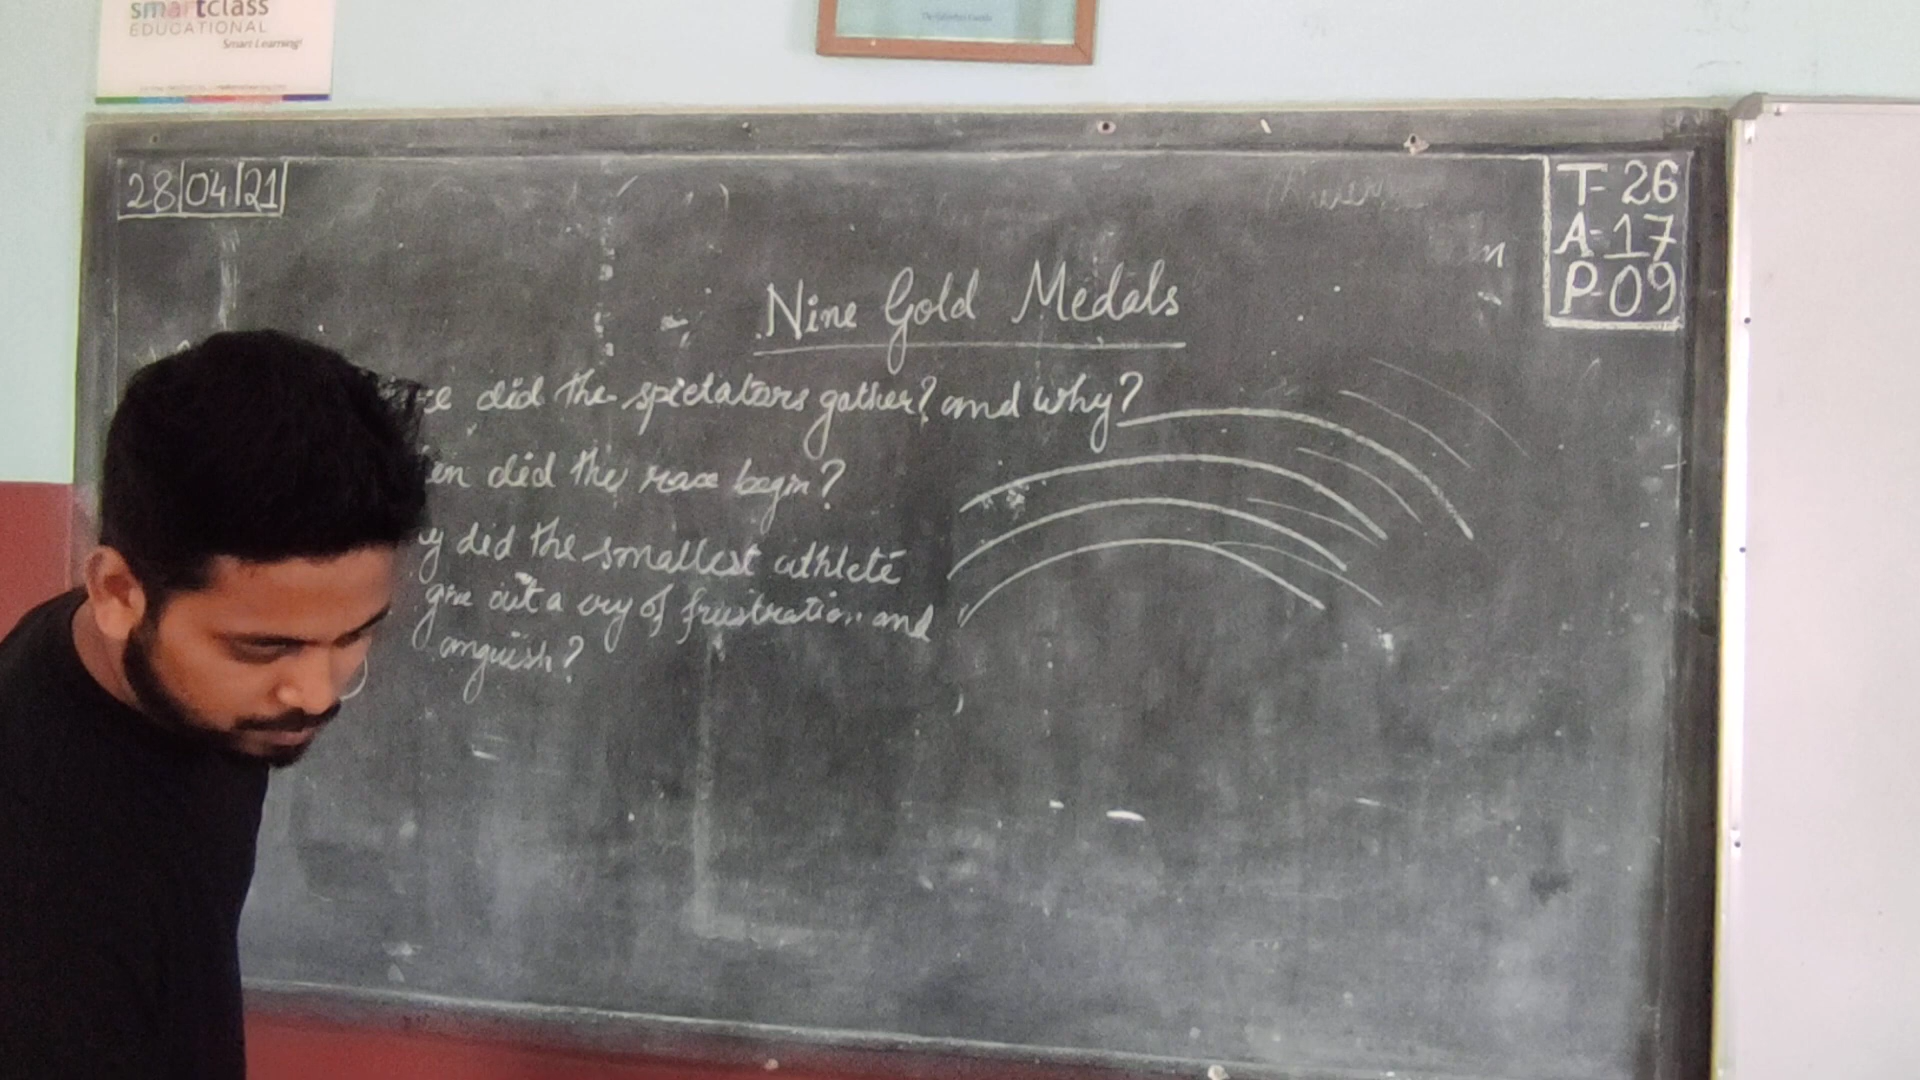 smartclass
EDUCATIONAL
Smart Learning!
28/04/21
T- 26
A- 17
P- 09
Nine Gold Medals
did the spectators gather? and why?
did the race begin?
did the smallest athlete
give out a cry of frustration and
anguish?